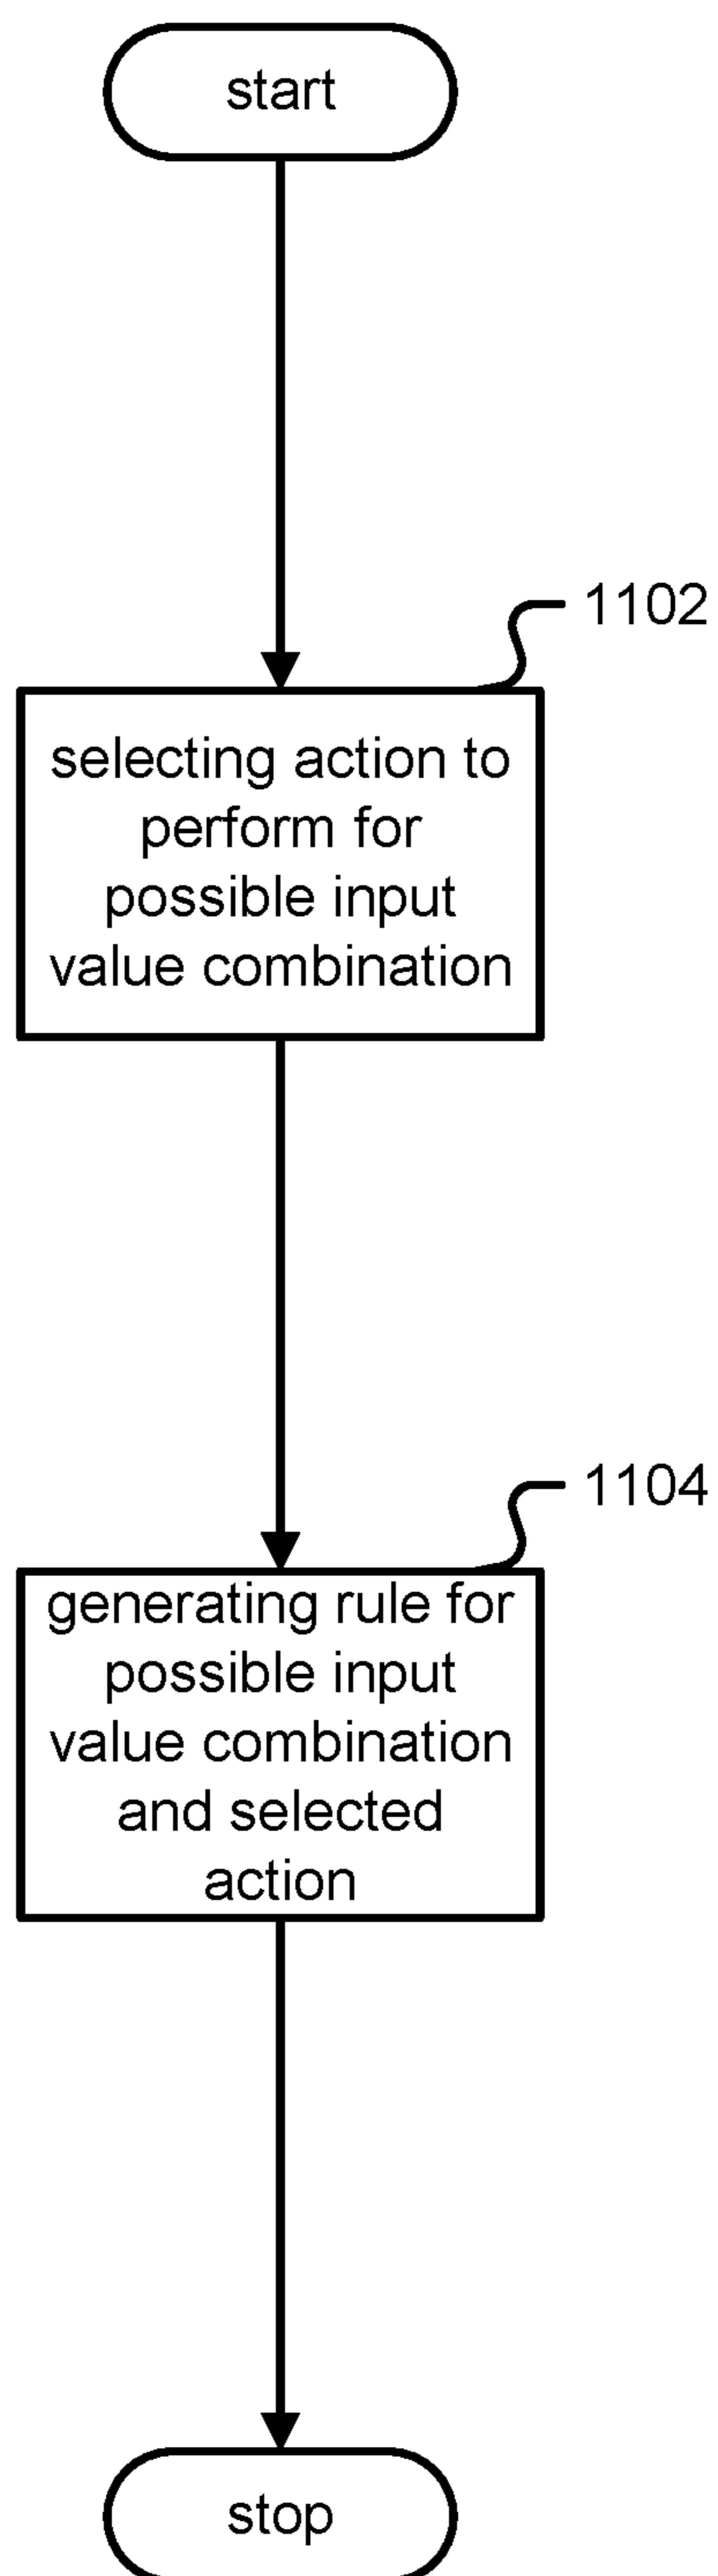 start
1102
selecting action to
perform for
possible input
value combination
1104
generating rule for
possible input
value combination
and selected
action
stop